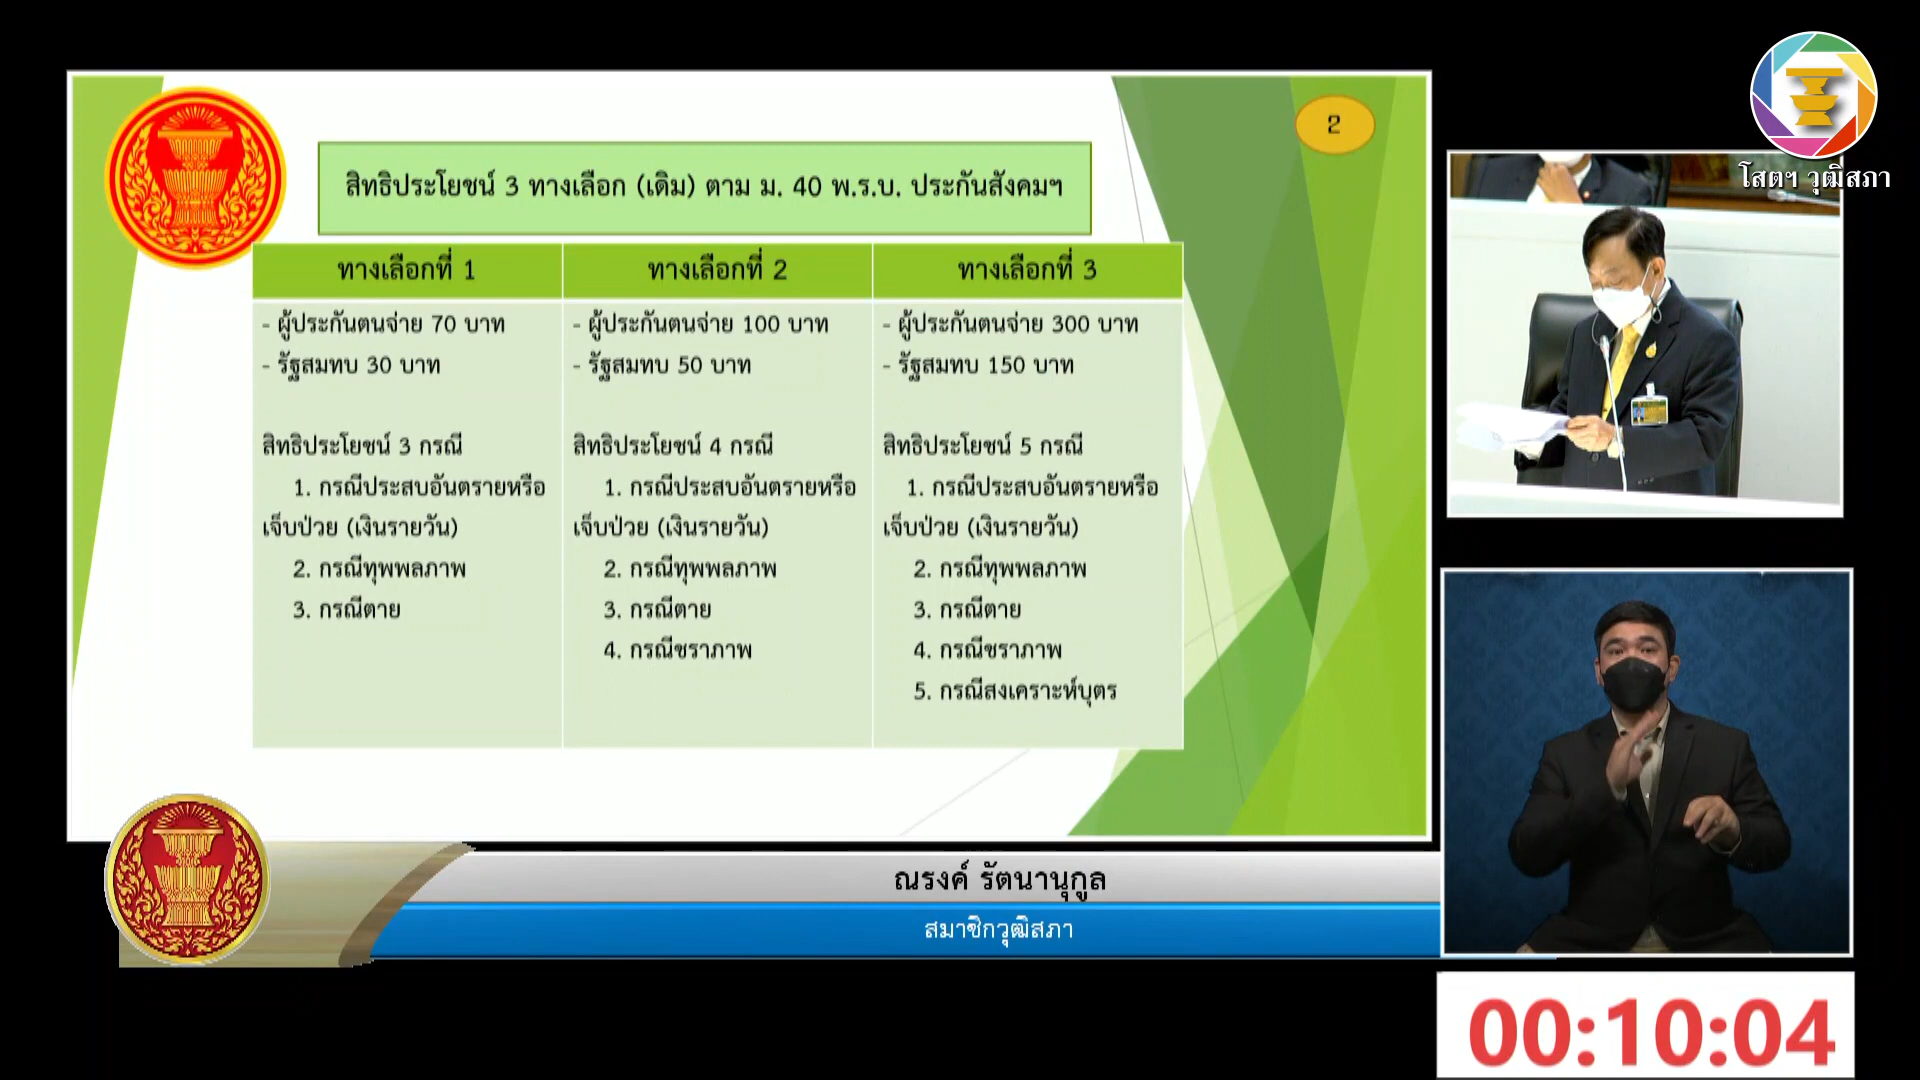 โสตฯ วุฒิสภา
2
สิทธิประโยชน์ 3 ทางเลือก (เดิม) ตาม ม. 40 พ.ร.บ. ประกันสังคมฯ
ทางเลือกที่ 1
- ผู้ประกันตนจ่าย 70 บาท
- รัฐสมทบ 30 บาท
สิทธิประโยชน์ 3 กรณี
1. กรณีประสบอันตรายหรือ
เจ็บป่วย (เงินรายวัน)
2. กรณีทุพพลภาพ
3. กรณีตาย
ทางเลือกที่ 2
- ผู้ประกันตนจ่าย 100 บาท
- รัฐสมทบ 50 บาท
สิทธิประโยชน์ 4 กรณี
1. กรณีประสบอันตรายหรือ
เจ็บป่วย (เงินรายวัน)
2. กรณีทุพพลภาพ
3. กรณีตาย
4. กรณีชราภาพ
ทางเลือกที่ 3
- ผู้ประกันตนจ่าย 300 บาท
- รัฐสมทบ 150 บาท
สิทธิประโยชน์ 5 กรณี
1. กรณีประสบอันตรายหรือ
เจ็บป่วย (เงินรายวัน)
2. กรณีทุพพลภาพ
3. กรณีตาย
4. กรณีชราภาพ
5. กรณีสงเคราะห์บุตร
ณรงค์ รัตนานุกูล
สมาชิกวุฒิสภา
00:10:04